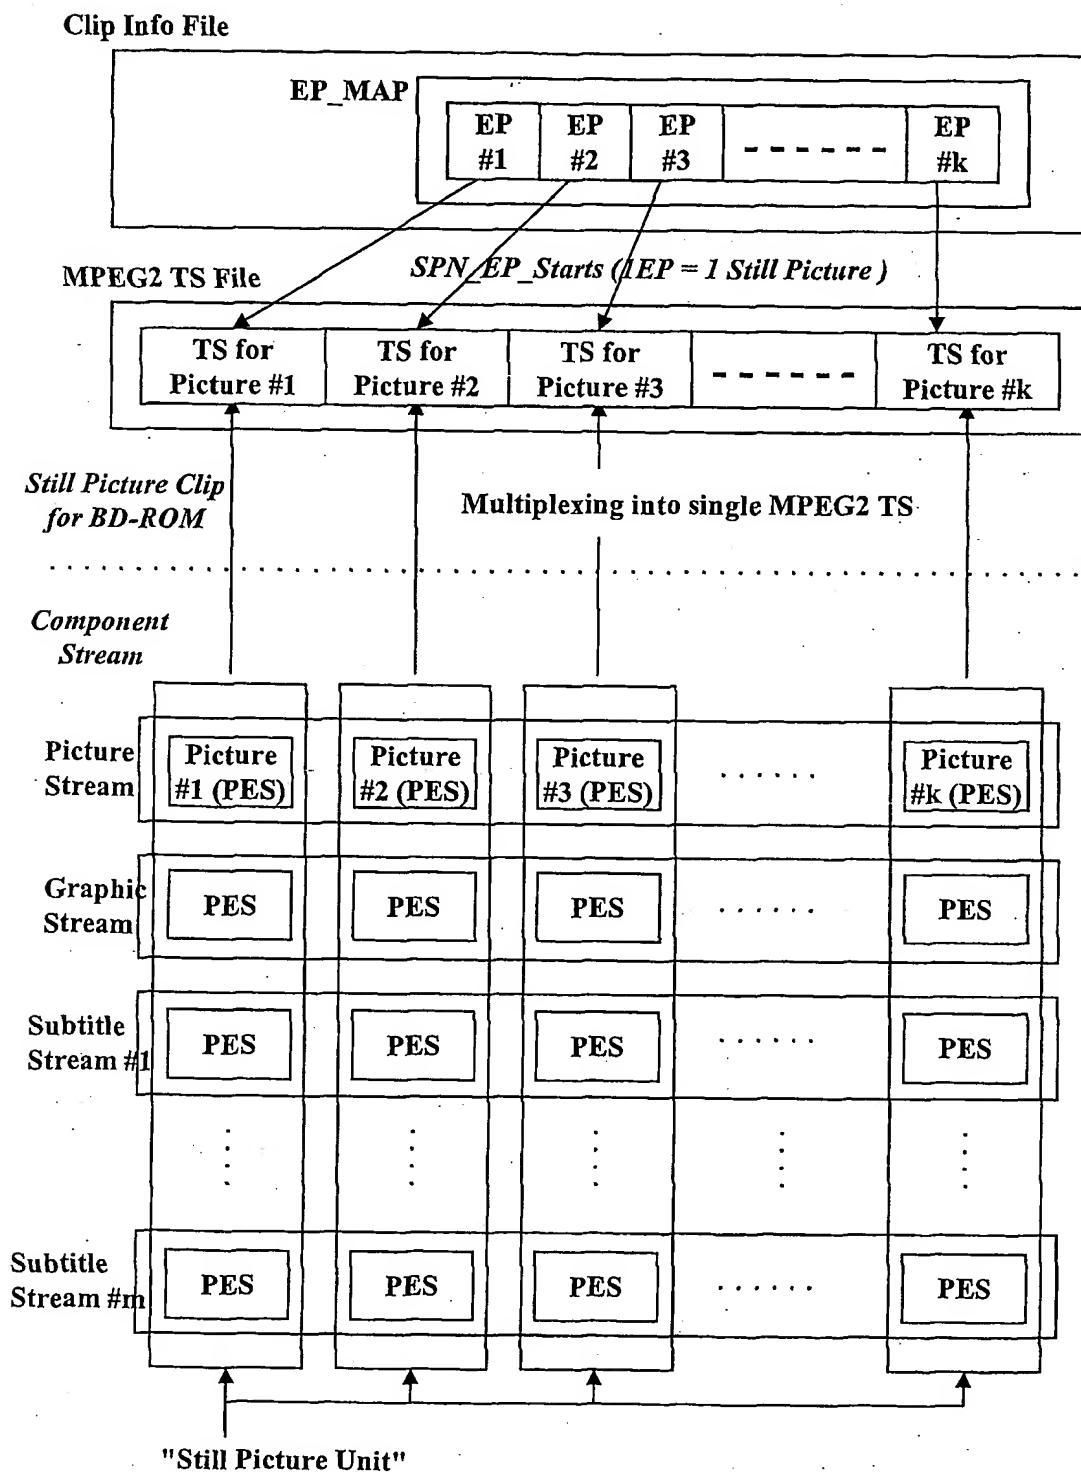 Clip Info File
EP_MAP
EP
#1
EP
#2
EP
#3
EP
#k
SPN_EP_Starts (1EP = 1 Still Picture )
MPEG2 TS File
TS for
Picture #1
TS for
Picture #2
TS for
Picture #3
TS for
Picture #k
Still Picture Clip
for BD-ROM
Multiplexing into single MPEG2 TS
Component
Stream
Picture
Stream
Picture
#1 (PES)
Picture
#2 (PES)
Picture
#3 (PES)
Picture
#k (PES)
Graphic
Stream
PES
PES
PES
PES
Subtitle
Stream #1
PES
PES
PES
PES
Subtitle
Stream #m
PES
PES
PES
PES
"Still Picture Unit"